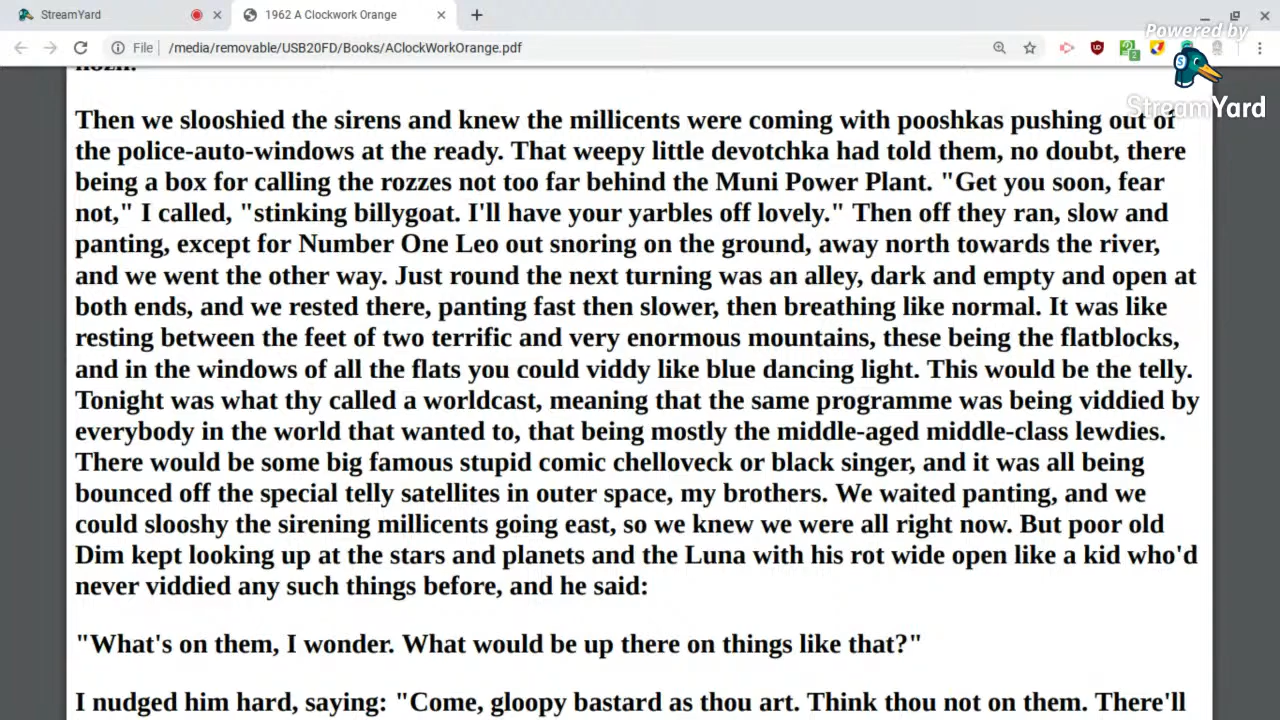 StreamYard
1962 A Clockwork Orange
File
/media/removable/USB20FD/Books/AClockWorkOrange.pdf
2
Powered by
StreamYard
nozh.
Then we slooshied the sirens and knew the millicents were coming with pooshkas pushing out of
the police-auto-windows at the ready. That weepy little devotchka had told them, no doubt, there
being a box for calling the rozzes not too far behind the Muni Power Plant. "Get you soon, fear
not," I called, "stinking billygoat. I'll have your yarbles off lovely." Then off they ran, slow and
panting, except for Number One Leo out snoring on the ground, away north towards the river,
and we went the other way. Just round the next turning was an alley, dark and empty and open at
both ends, and we rested there, panting fast then slower, then breathing like normal. It was like
resting between the feet of two terrific and very enormous mountains, these being the flatblocks,
and in the windows of all the flats you could viddy like blue dancing light. This would be the telly.
Tonight was what thy called a worldcast, meaning that the same programme was being viddied by
everybody in the world that wanted to, that being mostly the middle-aged middle-class lewdies.
There would be some big famous stupid comic chelloveck or black singer, and it was all being
bounced off the special telly satellites in outer space, my brothers. We waited panting, and we
could slooshy the sirening millicents going east, so we knew we were all right now. But poor old
Dim kept looking up at the stars and planets and the Luna with his rot wide open like a kid who'd
never viddied any such things before, and he said:
"What's on them, I wonder. What would be up there on things like that?"
I nudged him hard, saying: "Come, gloopy bastard as thou art. Think thou not on them. There'll